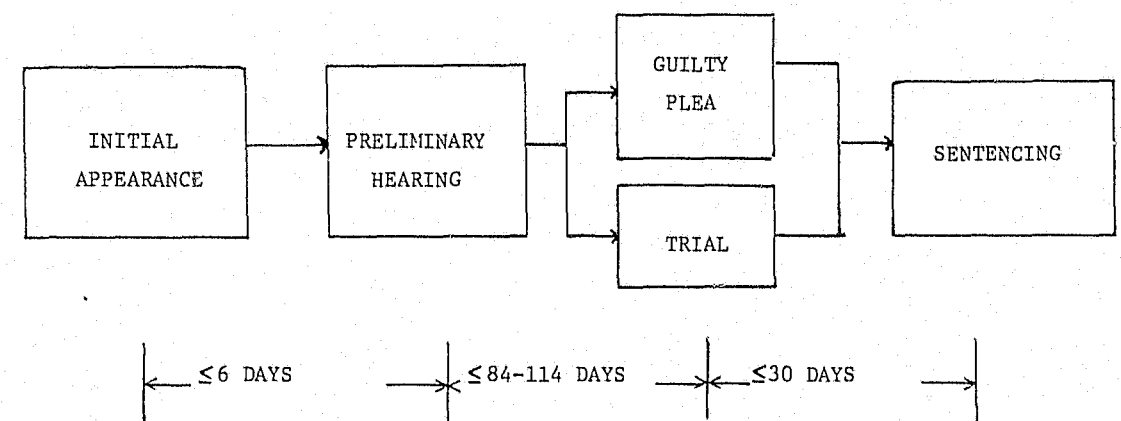 INITIAL
APPEARANCE
PRELIMINARY
HEARING
GUILTY
PLEA
TRIAL
SENTENCING
≤6 DAYS
≤84-114 DAYS
≤30 DAYS